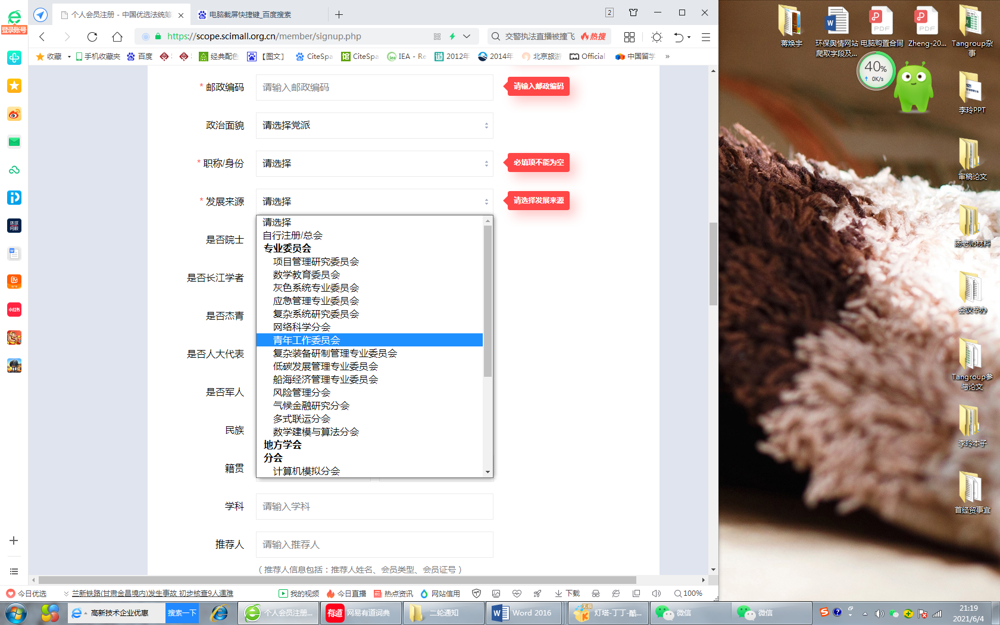 登录账号
个人会员注册 - 中国优选法统筹
电脑截屏快捷键_百度搜索
2
https://scope.scimall.org.cn/member/signup.php
交警执法直播被撞飞
热搜
收藏
手机收藏夹
百度
经典配色
【图文】
CiteSpa
CiteSpa
IEA - Re
2012年
2014年
北京旅游
Official
中国留学
»
* 邮政编码
请输入邮政编码
请输入邮政编码
政治面貌
请选择党派
* 职称/身份
请选择
必填项不能为空
* 发展来源
请选择
请选择发展来源
请选择
自行注册/总会
专业委员会
项目管理研究委员会
数学教育委员会
灰色系统专业委员会
应急管理专业委员会
复杂系统研究委员会
网络科学分会
青年工作委员会
复杂装备研制管理专业委员会
低碳发展管理专业委员会
船海经济管理专业委员会
风险管理分会
气候金融研究分会
多式联运分会
数学建模与算法分会
地方学会
分会
计算机模拟分会
是否院士
是否长江学者
是否杰青
是否人大代表
是否军人
民族
籍贯
学科
请输入学科
推荐人
请输入推荐人
( 推荐人信息包括：推荐人姓名、会员类型、会员证号 )
今日优选
兰新铁路(甘肃金昌境内)发生事故 初步核查9人遇难
我的视频
今日直播
热点资讯
网站信用
下载
100%
高新技术企业优惠
搜索一下
个人会员注册...
有道
网易有道词典
二轮通知
Word 2016
灯塔-丁丁-酷...
微信
微信
21:19
2021/6/4
蒋焕宇
环保舆情网站
爬取字段及...
电脑购置合同
Zheng-20...
Tangroup杂
事
40%
0K/s
李玲PPT
审稿论文
汤老师材料
会议举办
Tangroup参
与论文
李玲本子
首经贸事宜
小红书